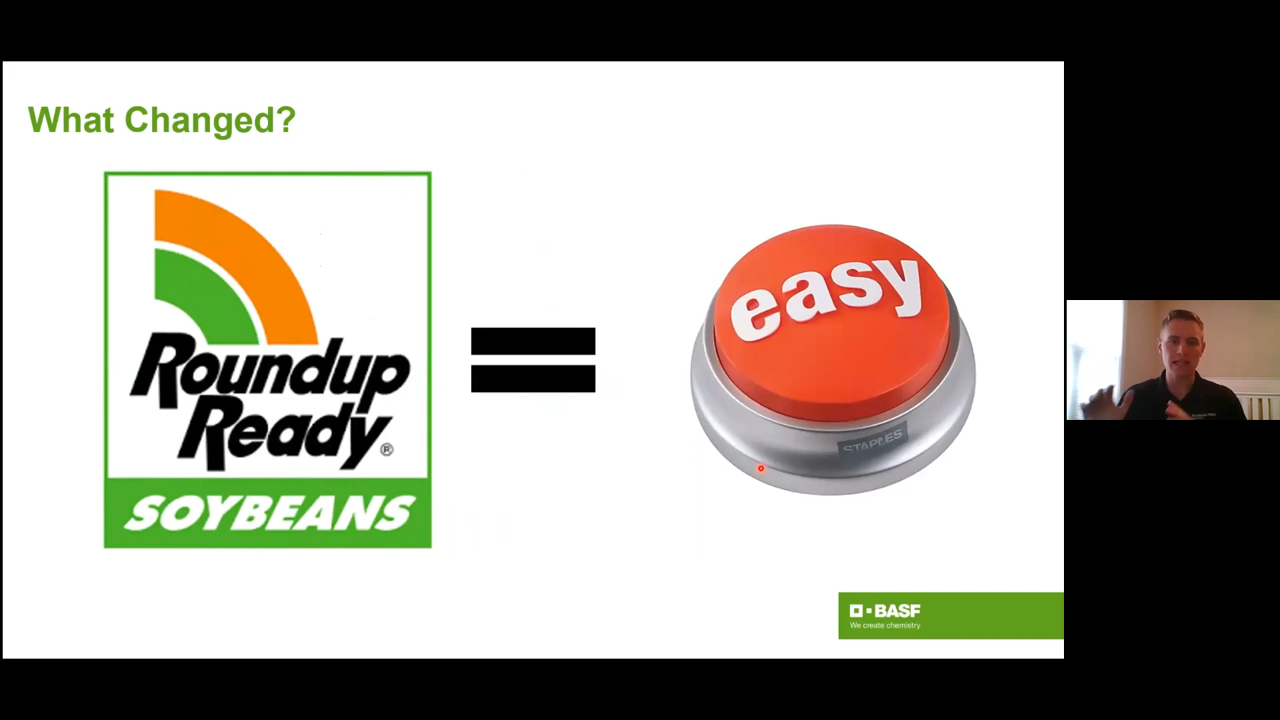 What Changed?
Roundup
Ready®
SOYBEANS
easy
STAPLES
BASF
We create chemistry